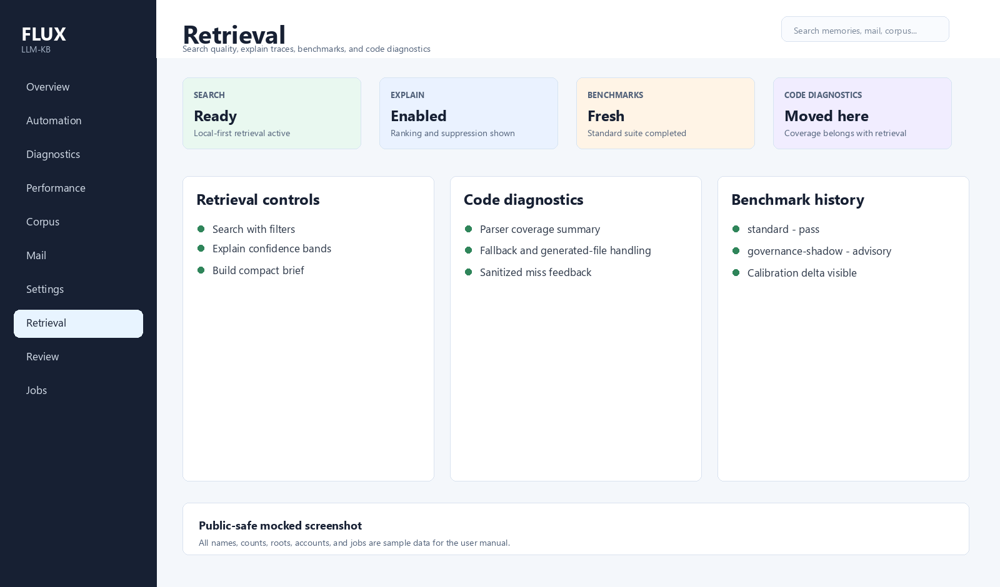 FLUX
LLM-KB
Overview
Automation
Diagnostics
Performance
Corpus
Mail
Settings
Retrieval
Review
Jobs
Retrieval
Search quality, explain traces, benchmarks, and code diagnostics
Search memories, mail, corpus...
SEARCH
Ready
Local-first retrieval active
EXPLAIN
Enabled
Ranking and suppression shown
BENCHMARKS
Fresh
Standard suite completed
CODE DIAGNOSTICS
Moved here
Coverage belongs with retrieval
Retrieval controls
Search with filters
Explain confidence bands
Build compact brief
Code diagnostics
Parser coverage summary
Fallback and generated-file handling
Sanitized miss feedback
Benchmark history
standard - pass
governance-shadow - advisory
Calibration delta visible
Public-safe mocked screenshot
All names, counts, roots, accounts, and jobs are sample data for the user manual.